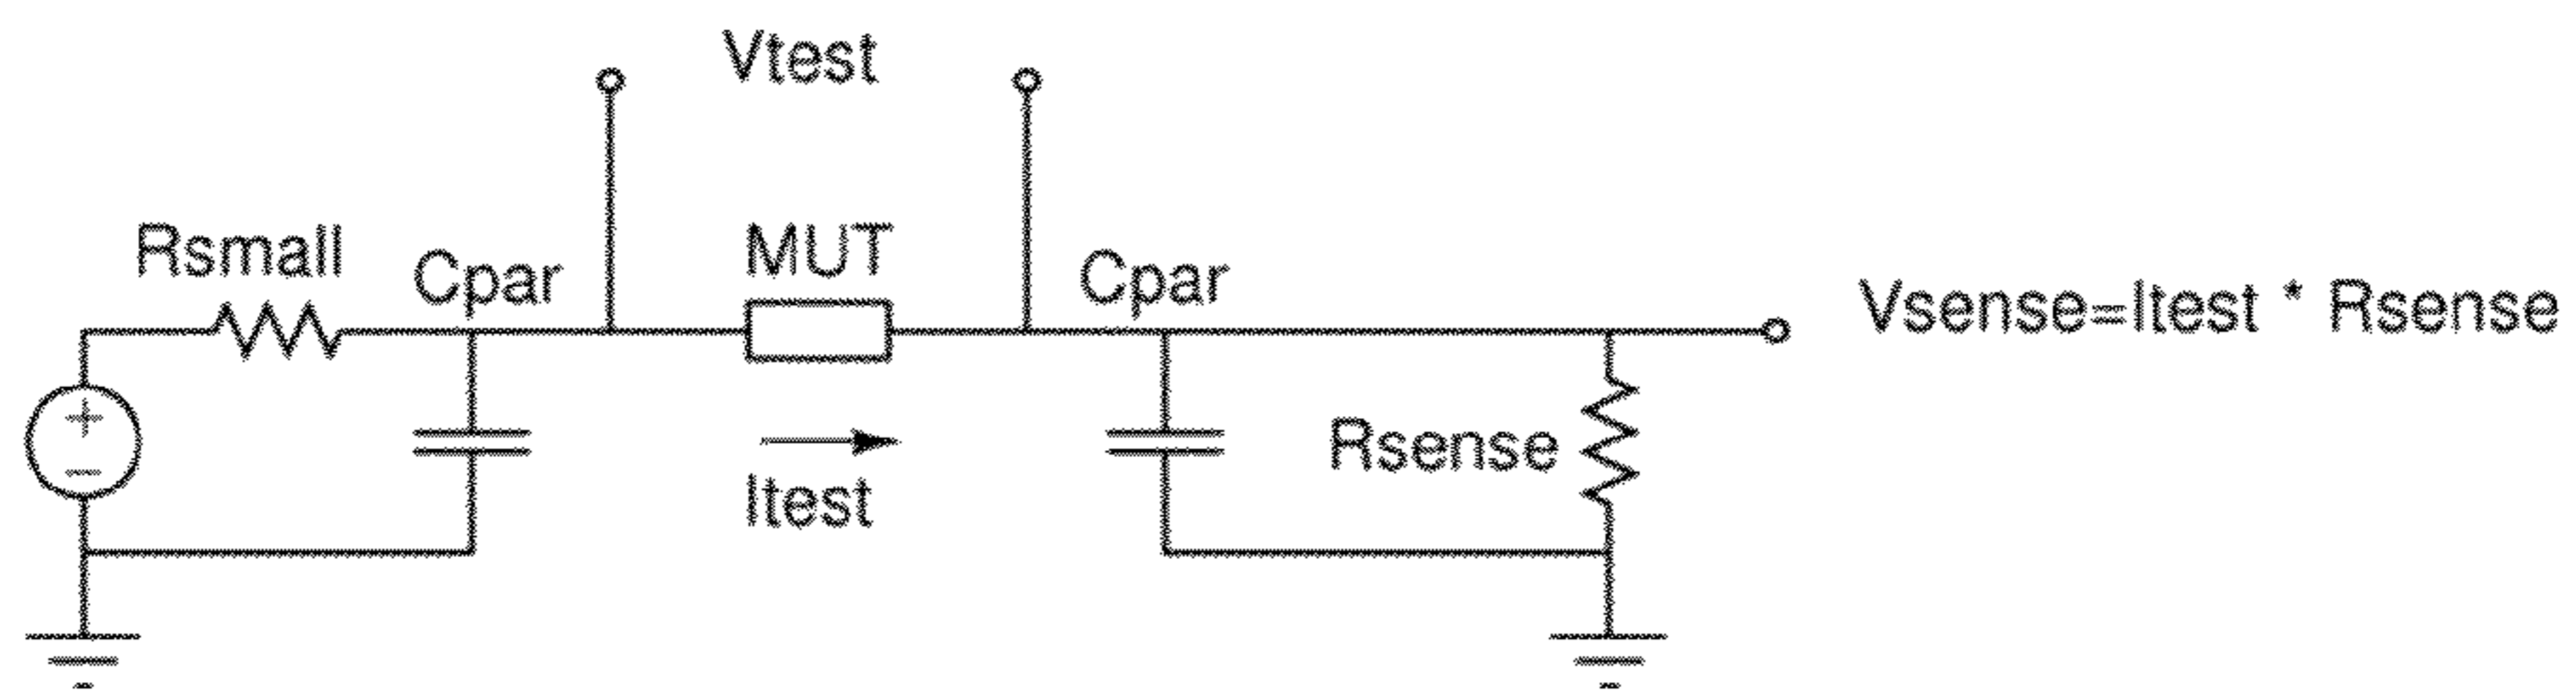 Vtest
Rsmall
Cpar
MUT
Cpar
Vsense=Itest * Rsense
+
−
Itest
Rsense